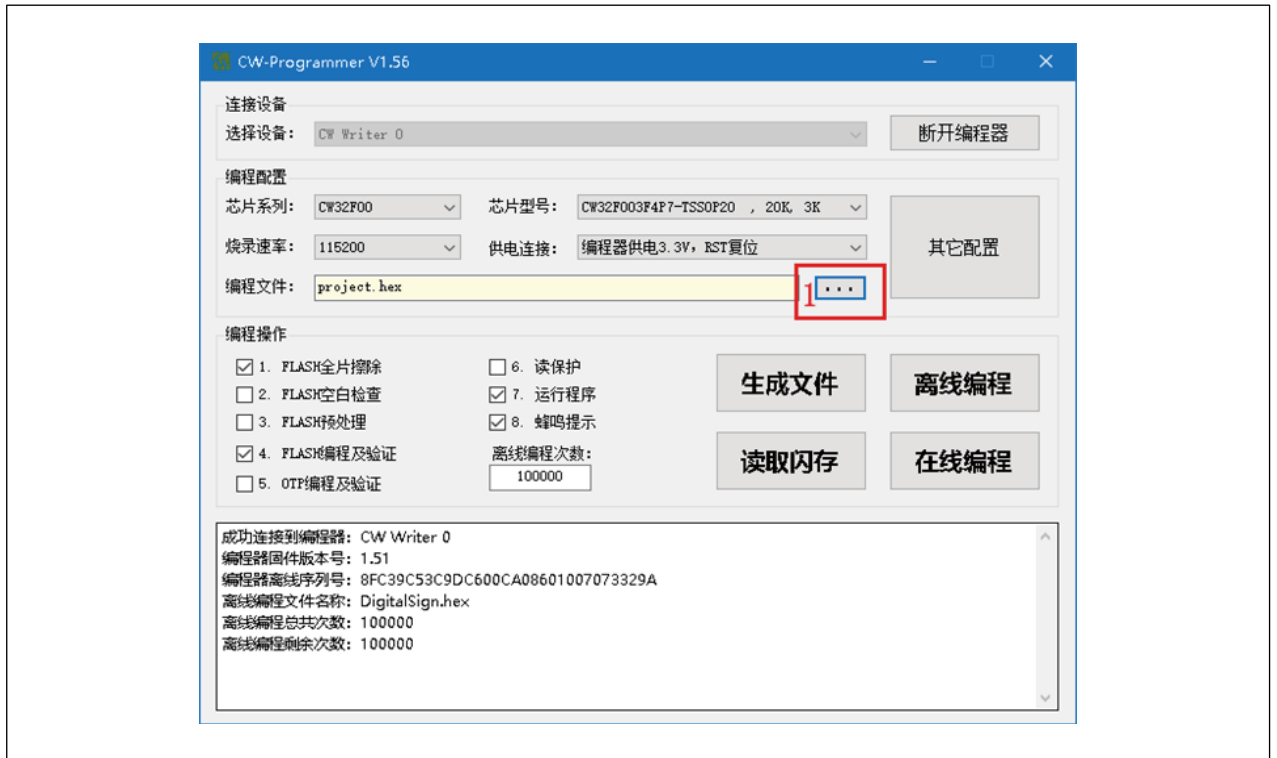 CW-Programmer V1.56
连接设备
选择设备： CW Writer 0 断开编程器
编程配置
芯片系列： CW32F00 芯片型号： CW32F003F4P7-TSSOP20 , 20K, 3K
烧录速率： 115200 供电连接： 编程器供电3.3V，RST复位 其它配置
编程文件： project.hex 1 ...
编程操作
1. FLASH全片擦除 6. 读保护
2. FLASH空白检查 7. 运行程序 生成文件 离线编程
3. FLASH预处理 8. 蜂鸣提示
4. FLASH编程及验证 离线编程次数： 读取闪存 在线编程
5. OTP编程及验证 100000
成功连接到编程器：CW Writer 0
编程器固件版本号：1.51
编程器离线序列号：8FC39C53C9DC600CA08601007073329A
离线编程文件名称：DigitalSign.hex
离线编程总共次数：100000
离线编程剩余次数：100000